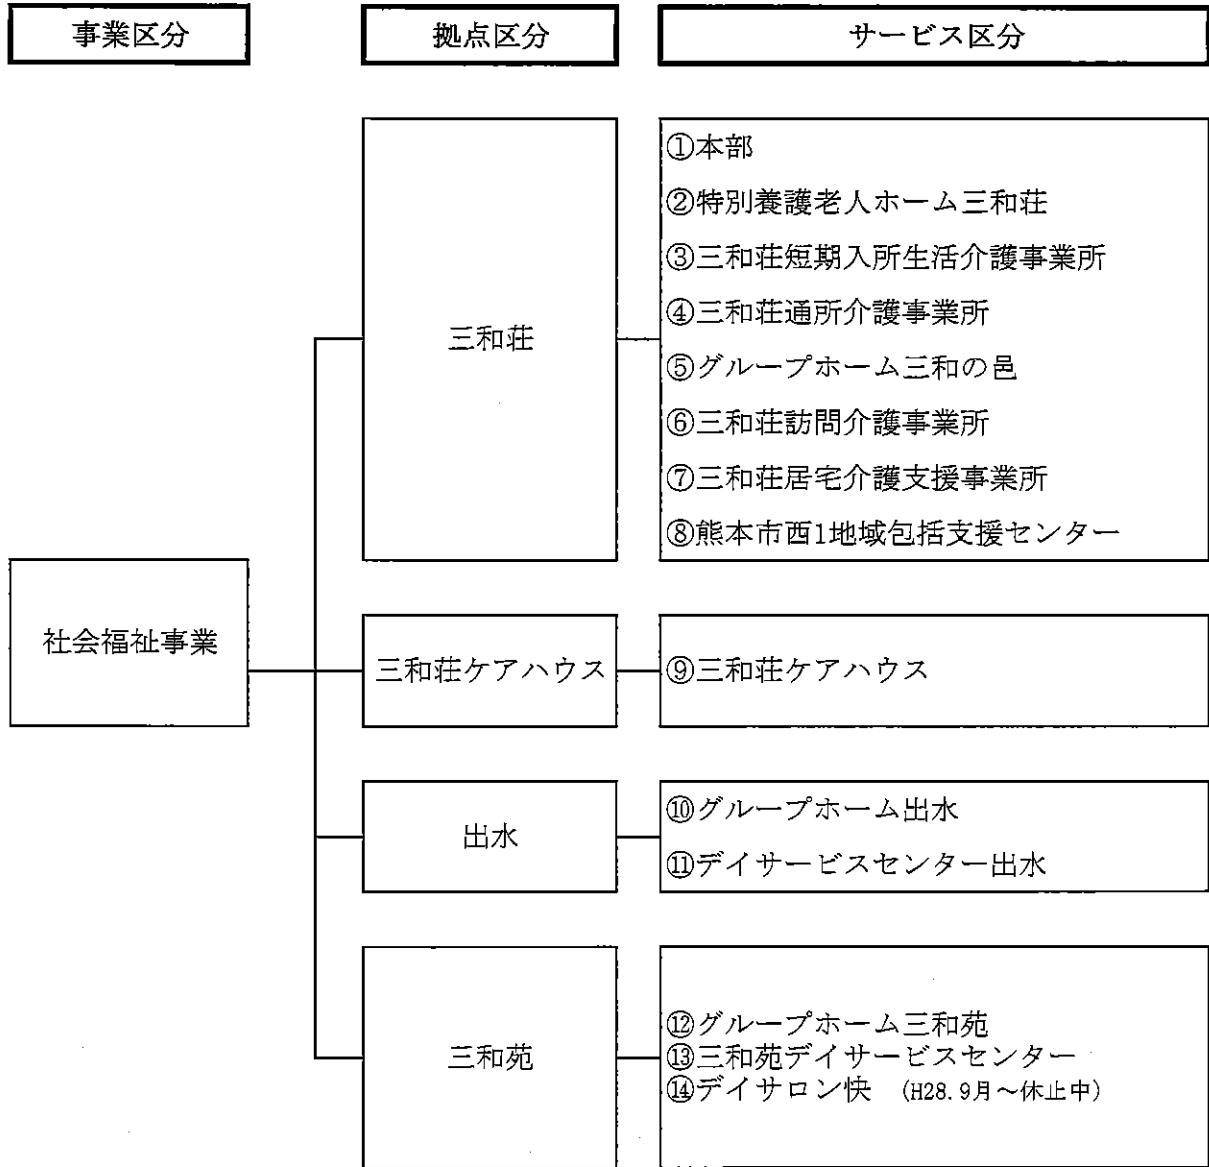 事業区分
拠点区分
サービス区分
社会福祉事業
三和荘
①本部
②特別養護老人ホーム三和荘
③三和荘短期入所生活介護事業所
④三和荘通所介護事業所
⑤グループホーム三和の邑
⑥三和荘訪問介護事業所
⑦三和荘居宅介護支援事業所
⑧熊本市西1地域包括支援センター
三和荘ケアハウス
⑨三和荘ケアハウス
出水
⑩グループホーム出水
⑪デイサービスセンター出水
三和苑
⑫グループホーム三和苑
⑬三和苑デイサービスセンター
⑭デイサロン快 (H28.9月～休止中)